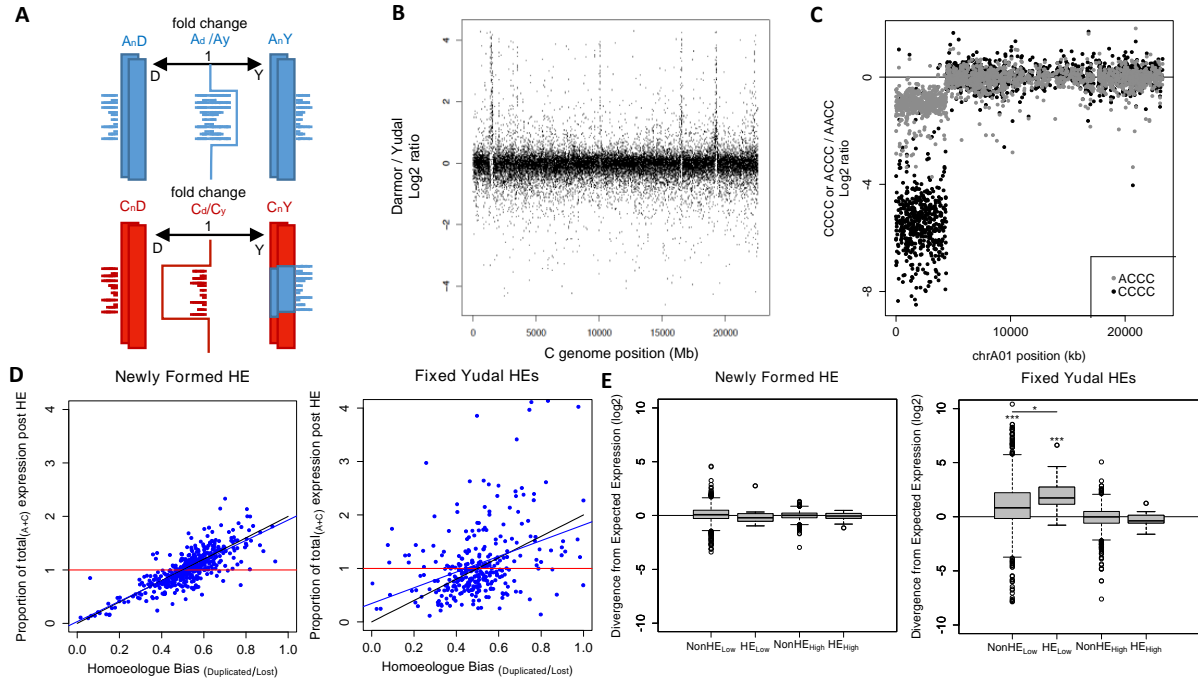 A
fold change
AnD
Ad /Ay
AnY
1
D
Y
fold change
CnD
Cd/Cy
CnY
1
D
Y
B
Darmor / Yudal
Log2 ratio
4
2
0
-2
-4
0
5000
10000
15000
20000
C genome position (Mb)
C
CCCC or ACCC / AACC
Log2 ratio
0
-4
-8
ACCC
CCCC
0
10000
20000
chrA01 position (kb)
D
Newly Formed HE
Proportion of total(A+C) expression post HE
4
3
2
1
0
0.0
0.2
0.4
0.6
0.8
1.0
Homoeologue Bias (Duplicated/Lost)
Fixed Yudal HEs
Proportion of total(A+C) expression post HE
4
3
2
1
0
0.0
0.2
0.4
0.6
0.8
1.0
Homoeologue Bias (Duplicated/Lost)
E
Newly Formed HE
Divergence from Expected Expression (log2)
10
5
0
-5
-10
NonHELow
HELow
NonHEHigh
HEHigh
Fixed Yudal HEs
Divergence from Expected Expression (log2)
10
5
0
-5
-10
***
*
***
NonHELow
HELow
NonHEHigh
HEHigh